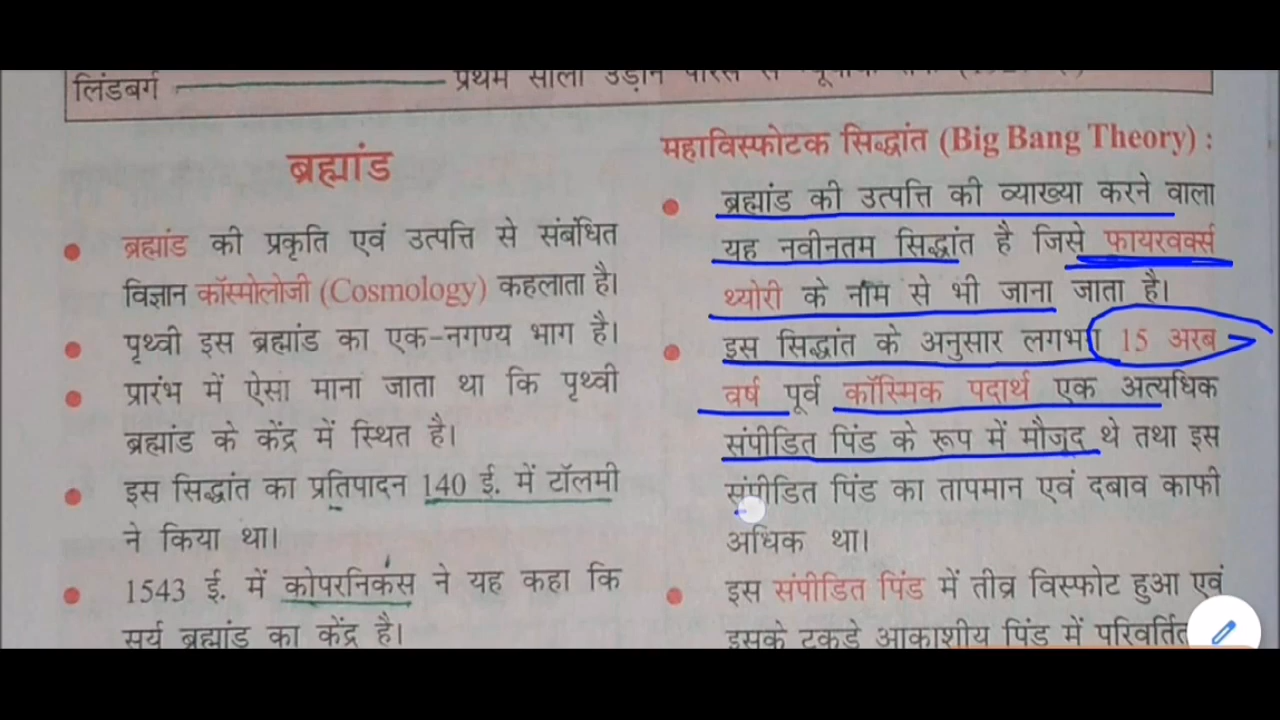 लिंडबर्ग
ब्रह्मांड
ब्रह्मांड की प्रकृति एवं उत्पत्ति से संबंधित
विज्ञान कॉस्मोलोजी (Cosmology) कहलाता है।
पृथ्वी इस ब्रह्मांड का एक-नगण्य भाग है।
प्रारंभ में ऐसा माना जाता था कि पृथ्वी
ब्रह्मांड के केंद्र में स्थित है।
इस सिद्धांत का प्रतिपादन 140 ई. में टॉलमी
ने किया था।
1543 ई. में कोपरनिकस ने यह कहा कि
सूर्य ब्रह्मांड का केंद्र है।
महाविस्फोटक सिद्धांत (Big Bang Theory) :
ब्रह्मांड की उत्पत्ति की व्याख्या करने वाला
यह नवीनतम सिद्धांत है जिसे फायरवर्क्स
थ्योरी के नाम से भी जाना जाता है।
इस सिद्धांत के अनुसार लगभग 15 अरब
वर्ष पूर्व कॉस्मिक पदार्थ एक अत्यधिक
संपीडित पिंड के रूप में मौजूद थे तथा इस
संपीडित पिंड का तापमान एवं दबाव काफी
अधिक था।
इस संपीडित पिंड में तीव्र विस्फोट हुआ एवं
इसके टुकड़े आकाशीय पिंड में परिवर्तित